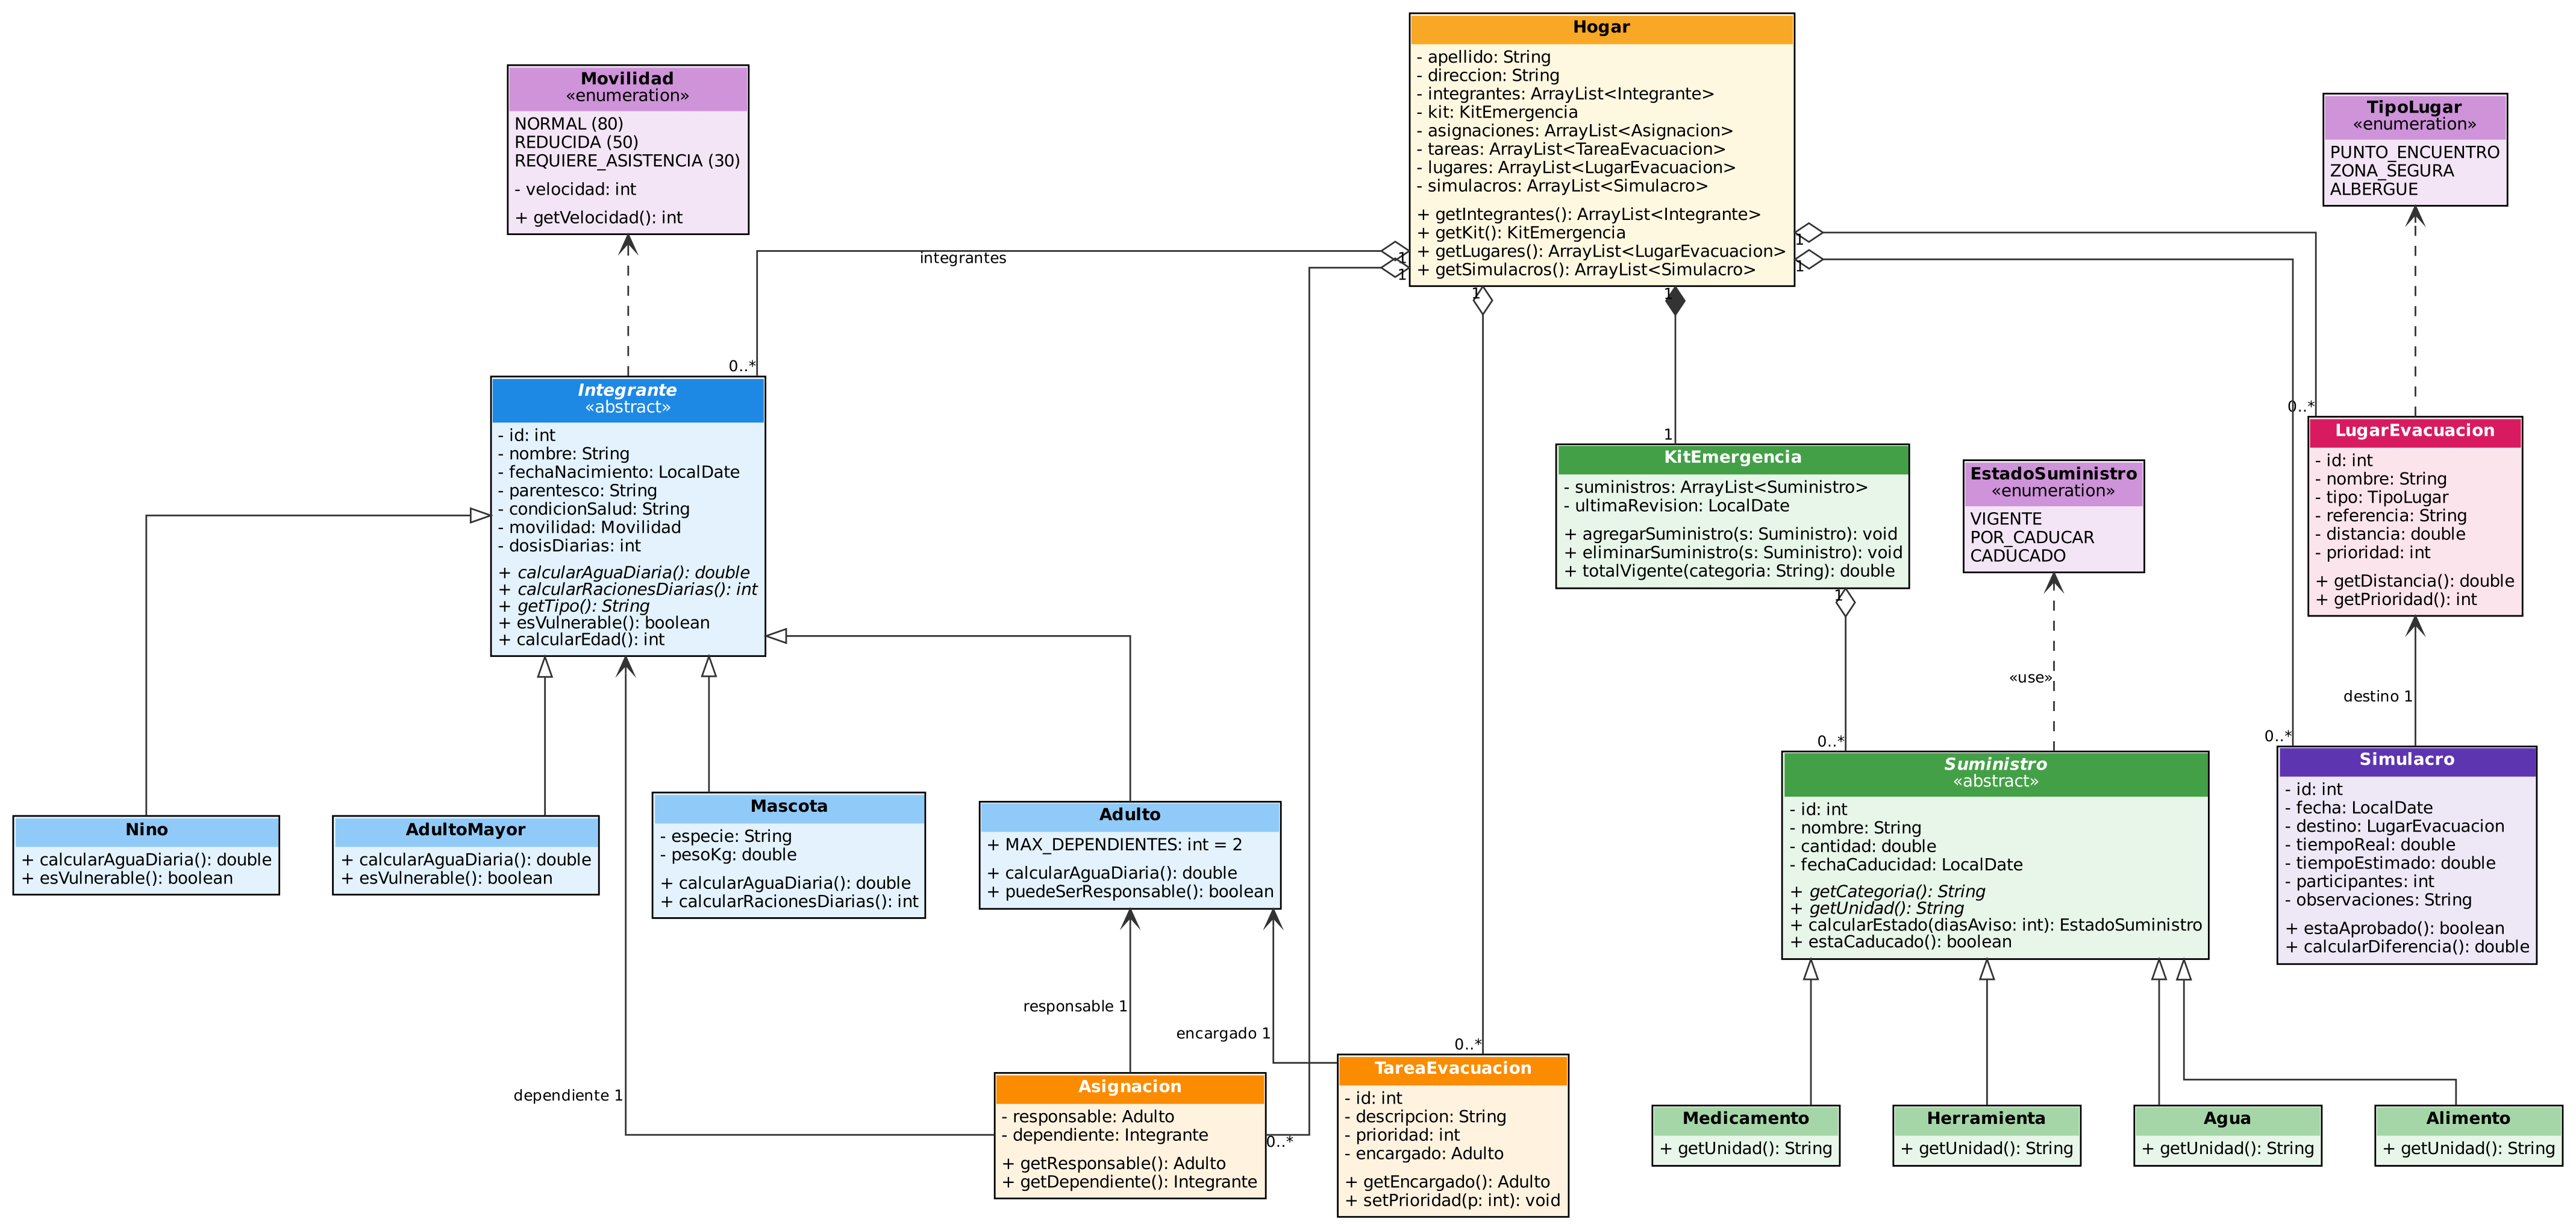 Hogar
- apellido: String
- direccion: String
- integrantes: ArrayList<Integrante>
- kit: KitEmergencia
- asignaciones: ArrayList<Asignacion>
- tareas: ArrayList<TareaEvacuacion>
- lugares: ArrayList<LugarEvacuacion>
- simulacros: ArrayList<Simulacro>
+ getIntegrantes(): ArrayList<Integrante>
+ getKit(): KitEmergencia
+ getLugares(): ArrayList<LugarEvacuacion>
+ getSimulacros(): ArrayList<Simulacro>
Movilidad
«enumeration»
NORMAL (80)
REDUCIDA (50)
REQUIERE_ASISTENCIA (30)
- velocidad: int
+ getVelocidad(): int
TipoLugar
«enumeration»
PUNTO_ENCUENTRO
ZONA_SEGURA
ALBERGUE
integrantes
1
1
1
1
1
1
0..*
Integrante
«abstract»
- id: int
- nombre: String
- fechaNacimiento: LocalDate
- parentesco: String
- condicionSalud: String
- movilidad: Movilidad
- dosisDiarias: int
+ calcularAguaDiaria(): double
+ calcularRacionesDiarias(): int
+ getTipo(): String
+ esVulnerable(): boolean
+ calcularEdad(): int
1
KitEmergencia
- suministros: ArrayList<Suministro>
- ultimaRevision: LocalDate
+ agregarSuministro(s: Suministro): void
+ eliminarSuministro(s: Suministro): void
+ totalVigente(categoria: String): double
1
EstadoSuministro
«enumeration»
VIGENTE
POR_CADUCAR
CADUCADO
0..*
LugarEvacuacion
- id: int
- nombre: String
- tipo: TipoLugar
- referencia: String
- distancia: double
- prioridad: int
+ getDistancia(): double
+ getPrioridad(): int
«use»
destino 1
0..*
0..*
Nino
+ calcularAguaDiaria(): double
+ esVulnerable(): boolean
AdultoMayor
+ calcularAguaDiaria(): double
+ esVulnerable(): boolean
Mascota
- especie: String
- pesoKg: double
+ calcularAguaDiaria(): double
+ calcularRacionesDiarias(): int
Adulto
+ MAX_DEPENDIENTES: int = 2
+ calcularAguaDiaria(): double
+ puedeSerResponsable(): boolean
Suministro
«abstract»
- id: int
- nombre: String
- cantidad: double
- fechaCaducidad: LocalDate
+ getCategoria(): String
+ getUnidad(): String
+ calcularEstado(diasAviso: int): EstadoSuministro
+ estaCaducado(): boolean
Simulacro
- id: int
- fecha: LocalDate
- destino: LugarEvacuacion
- tiempoReal: double
- tiempoEstimado: double
- participantes: int
- observaciones: String
+ estaAprobado(): boolean
+ calcularDiferencia(): double
responsable 1
encargado 1
dependiente 1
0..*
0..*
Asignacion
- responsable: Adulto
- dependiente: Integrante
+ getResponsable(): Adulto
+ getDependiente(): Integrante
TareaEvacuacion
- id: int
- descripcion: String
- prioridad: int
- encargado: Adulto
+ getEncargado(): Adulto
+ setPrioridad(p: int): void
Medicamento
+ getUnidad(): String
Herramienta
+ getUnidad(): String
Agua
+ getUnidad(): String
Alimento
+ getUnidad(): String